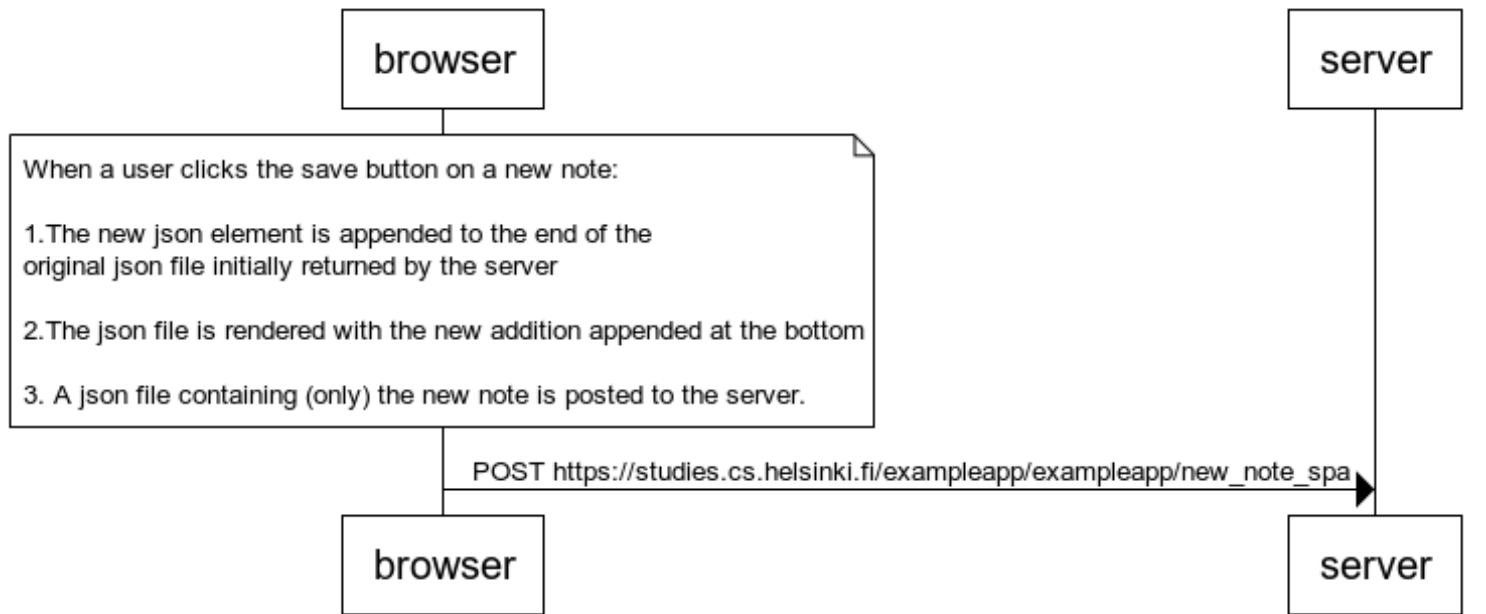 browser
server
When a user clicks the save button on a new note:
1.The new json element is appended to the end of the
original json file initially returned by the server
2.The json file is rendered with the new addition appended at the bottom
3. A json file containing (only) the new note is posted to the server.
POST https://studies.cs.helsinki.fi/exampleapp/exampleapp/new_note_spa
browser
server